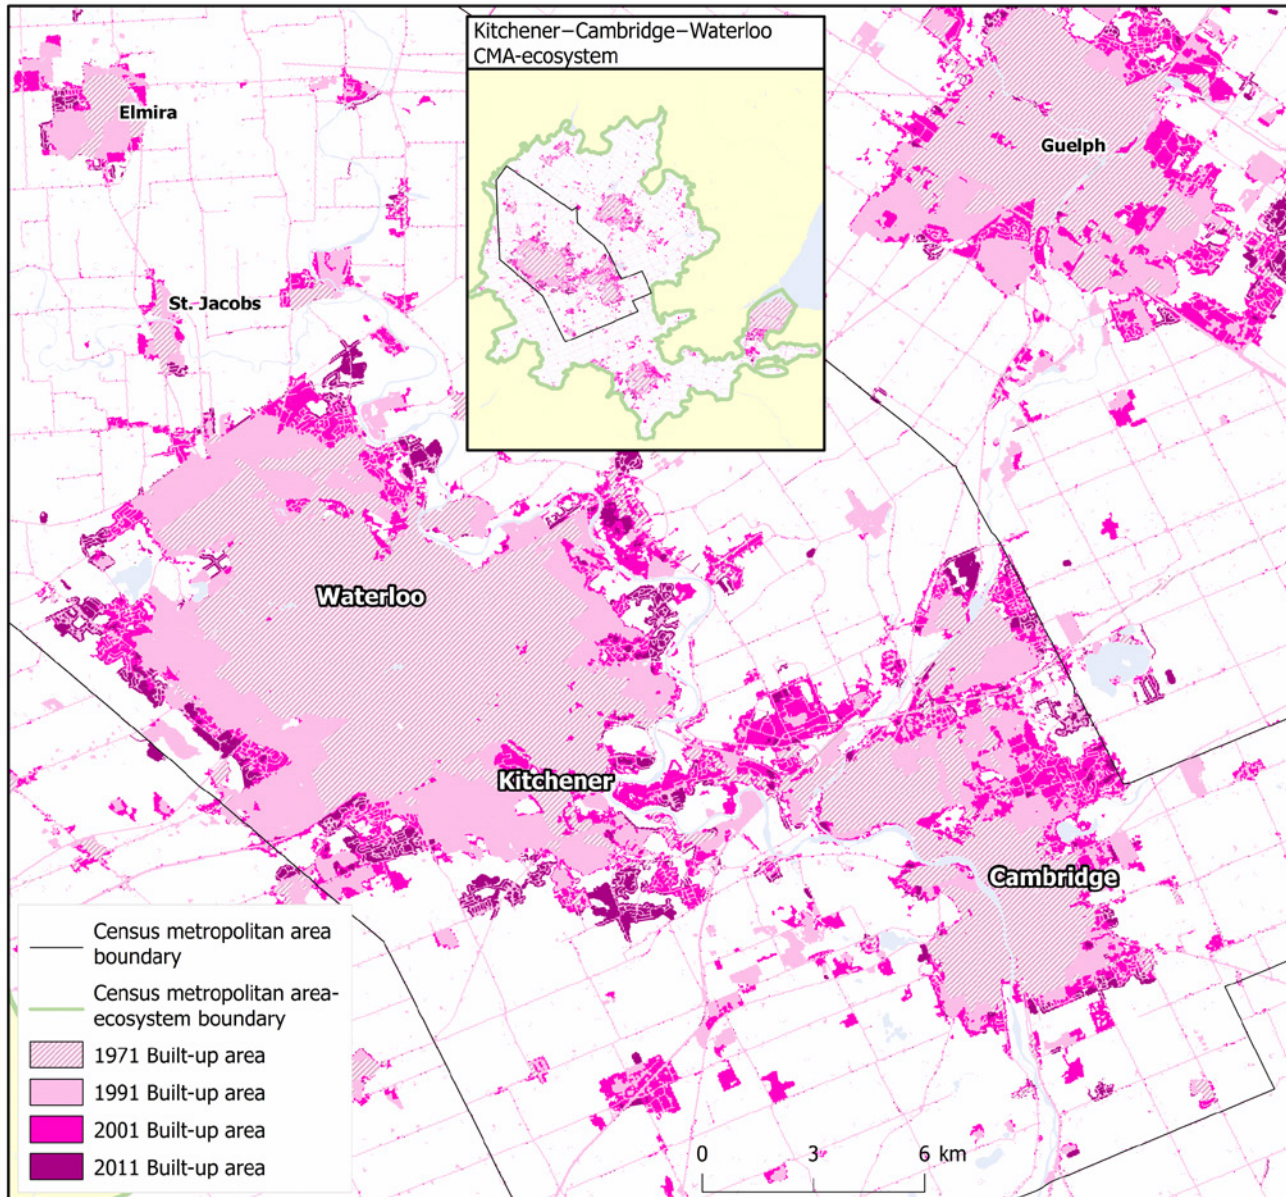 Kitchener–Cambridge–Waterloo
CMA-ecosystem
Elmira
Guelph
St. Jacobs
Waterloo
Kitchener
Cambridge
Census metropolitan area
boundary
Census metropolitan area-
ecosystem boundary
1971 Built-up area
1991 Built-up area
2001 Built-up area
2011 Built-up area
0 3 6 km